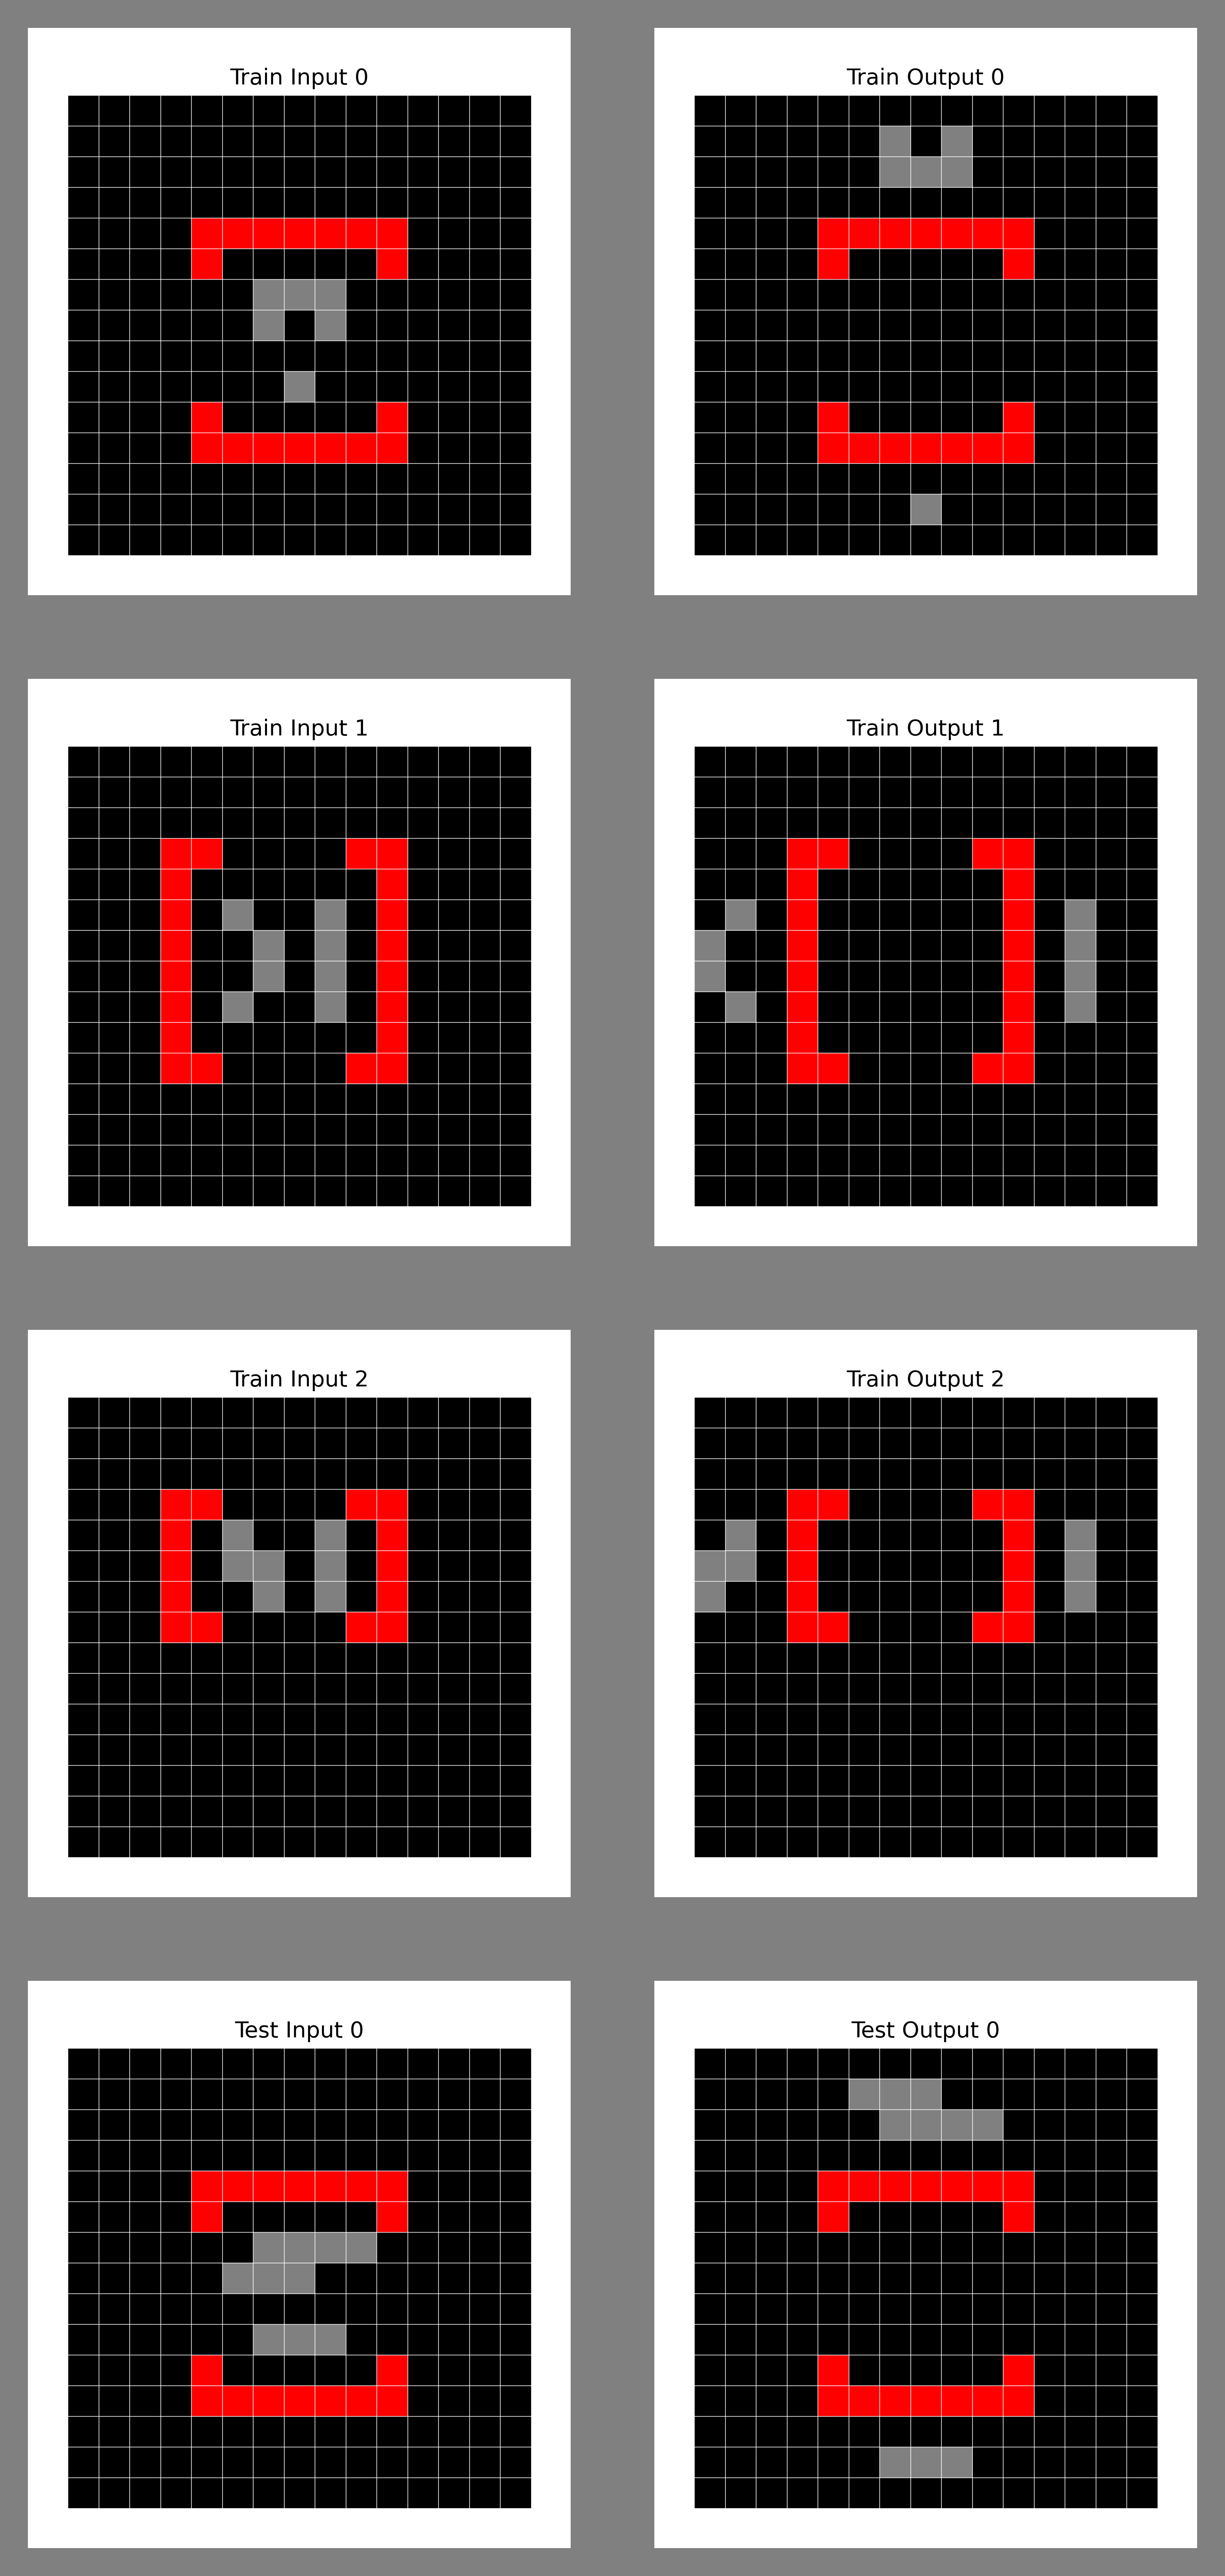 Train Input 0
Train Output 0
Train Input 1
Train Output 1
Train Input 2
Train Output 2
Test Input 0
Test Output 0